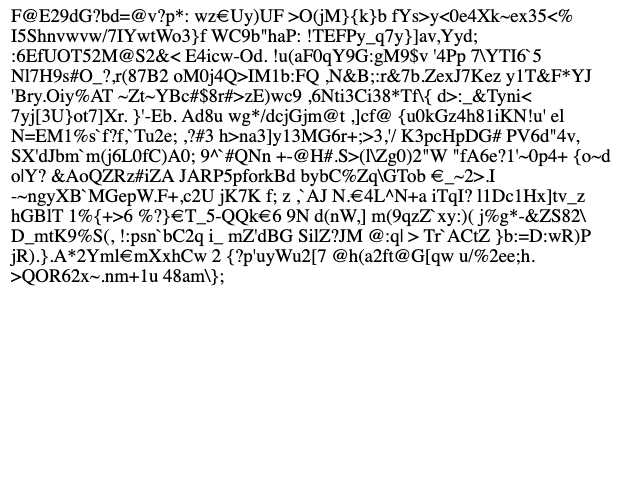 F@E29dG?bd=@v?p*: wz€Uy)UF >O(jM}{k}b fYs>y<0e4Xk~ex35<%
I5Shnvwvw/7IYwtWo3}f WC9b"haP: !TEFPy_q7y}]av,Yyd;
:6EfUOT52M@S2&< E4icw-Od. !u(aF0qY9G:gM9$v '4Pp 7\YTI6`5
Nl7H9s#O_?,r(87B2 oM0j4Q>IM1b:FQ ,N&B;:r&7b.ZexJ7Kez y1T&F*YJ
'Bry.Oiy%AT ~Zt~YBc#$8r#>zE)wc9 ,6Nti3Ci38*Tf\{ d>:_&Tyni<
7yj[3U}ot7]Xr. }'-Eb. Ad8u wg*/dcjGjm@t ,]cf@ {u0kGz4h81iKN!u' el
N=EM1%s`f?f,`Tu2e; ,?#3 h>na3]y13MG6r+;>3,'/ K3pcHpDG# PV6d"4v,
SX'dJbm`m(j6L0fC)A0; 9^`#QNn +-@H#.S>(l\Zg0)2"W "fA6e?1'~0p4+ {o~d
o|Y? &AoQZRz#iZA JARP5pforkBd bybC%Zq\GTob €_~2>.I
-~ngyXB`MGepW.F+,c2U jK7K f; z ,`AJ N.€4L^N+a iTqI? l1Dc1Hx]tv_z
hGBlT 1%{+>6 %?}€T_5-QQk€6 9N d(nW,] m(9qzZ`xy:)( j%g*-&ZS82\
D_mtK9%S(, !:psn`bC2q i_ mZ'dBG SilZ?JM @:q| > Tr`ACtZ }b:=D:wR)P
jR).}.A*2Yml€mXxhCw 2 {?p'uyWu2[7 @h(a2ft@G[qw u/%2ee;h.
>QOR62x~.nm+1u 48am\};